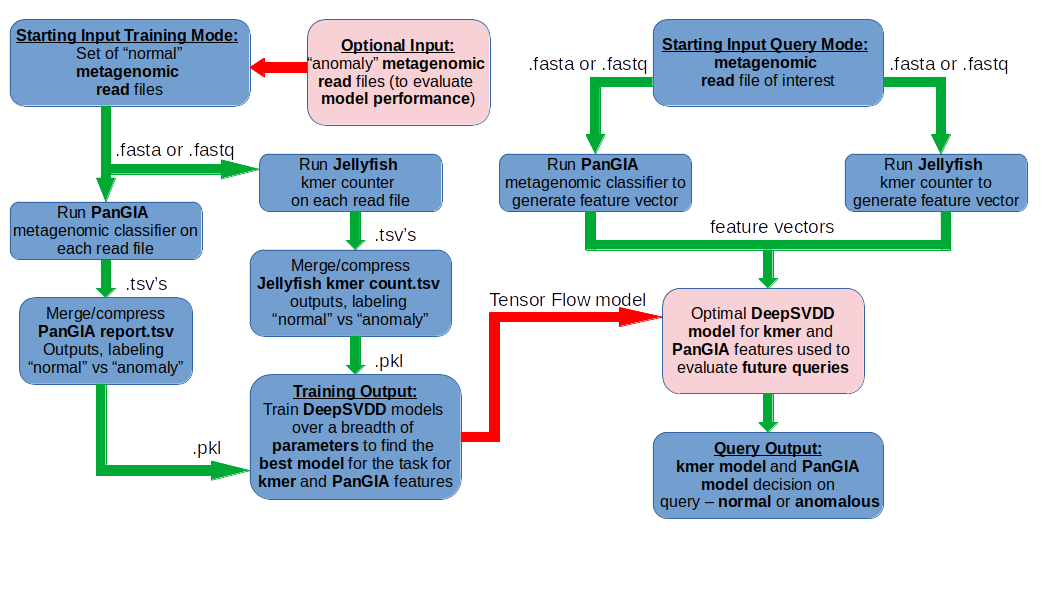 Starting Input Training Mode:
Set of “normal”
metagenomic
read files
Optional Input:
“anomaly” metagenomic
read files (to evaluate
model performance)
Starting Input Query Mode:
metagenomic
read file of interest
.fasta or .fastq
.fasta or .fastq
.fasta or .fastq
Run Jellyfish
kmer counter
on each read file
Run PanGIA
metagenomic classifier on
each read file
Run PanGIA
metagenomic classifier to
generate feature vector
Run Jellyfish
kmer counter to
generate feature vector
.tsv’s
feature vectors
.tsv’s
Merge/compress
Jellyfish kmer count.tsv
outputs, labeling
“normal” vs “anomaly”
Merge/compress
PanGIA report.tsv
Outputs, labeling
“normal” vs “anomaly”
Tensor Flow model
Optimal DeepSVDD
model for kmer and
PanGIA features used to
evaluate future queries
.pkl
.pkl
Training Output:
Train DeepSVDD models
over a breadth of
parameters to find the
best model for the task for
kmer and PanGIA features
Query Output:
kmer model and PanGIA
model decision on
query – normal or anomalous